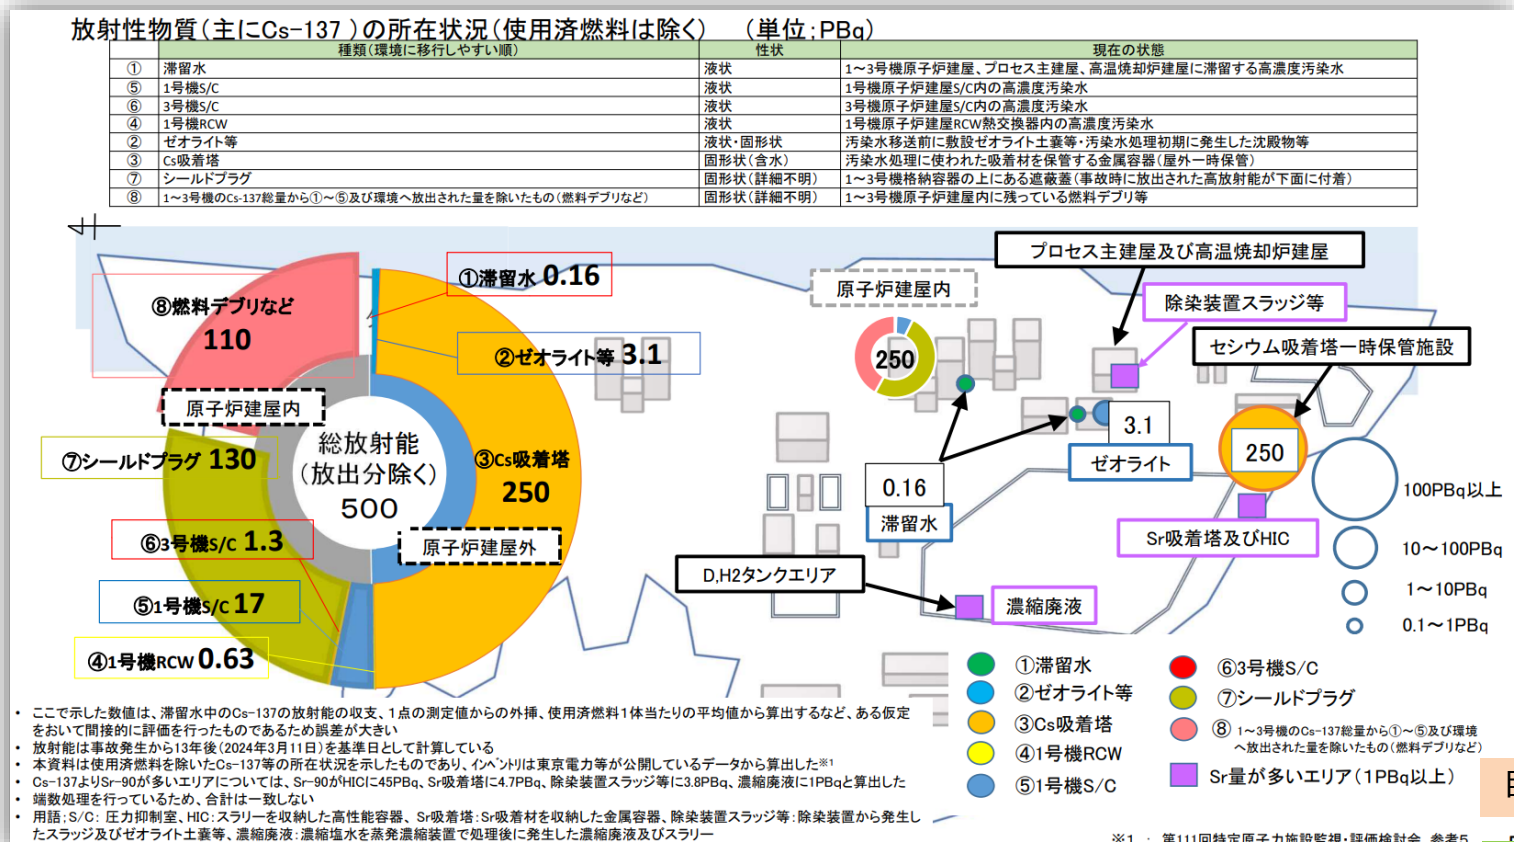 放射性物質(主にCs-137 )の所在状況(使用済燃料は除く) (単位;PBq)
種類(環境に移行しやすい順) 性状 現在の状態
① 滞留水 液状 1～3号機原子炉建屋、プロセス主建屋、高温焼却炉建屋に滞留する高濃度汚染水
⑤ 1号機S/C 液状 1号機原子炉建屋S/C内の高濃度汚染水
⑥ 3号機S/C 液状 3号機原子炉建屋S/C内の高濃度汚染水
④ 1号機RCW 液状 1号機原子炉建屋RCW熱交換器内の高濃度汚染水
② ゼオライト等 液状・固形状 汚染水移送前に敷設ゼオライト土嚢等・汚染水処理初期に発生した沈殿物等
③ Cs吸着塔 固形状(含水) 汚染水処理に使われた吸着材を保管する金属容器(屋外一時保管)
⑦ シールドプラグ 固形状(詳細不明) 1～3号機格納容器の上にある遮蔽蓋(事故時に放出された高放射能が下面に付着)
⑧ 1～3号機のCs-137総量から①～⑤及び環境へ放出された量を除いたもの(燃料デブリなど) 固形状(詳細不明) 1～3号機原子炉建屋内に残っている燃料デブリ等
①滞留水 0.16
②ゼオライト等 3.1
⑧燃料デブリなど
110
原子炉建屋内
総放射能
(放出分除く)
500
⑦シールドプラグ 130
③Cs吸着塔
250
⑥3号機S/C 1.3
原子炉建屋外
⑤1号機S/C 17
④1号機RCW 0.63
プロセス主建屋及び高温焼却炉建屋
原子炉建屋内
250
除染装置スラッジ等
セシウム吸着塔一時保管施設
3.1
ゼオライト
250
0.16
滞留水
Sr吸着塔及びHIC
D,H2タンクエリア
濃縮廃液
100PBq以上
10～100PBq
1～10PBq
0.1～1PBq
①滞留水
②ゼオライト等
③Cs吸着塔
④1号機RCW
⑤1号機S/C
⑥3号機S/C
⑦シールドプラグ
⑧ 1～3号機のCs-137総量から①～⑤及び環境
へ放出された量を除いたもの(燃料デブリなど)
Sr量が多いエリア(1PBq以上)
• ここで示した数値は、滞留水中のCs-137の放射能の収支、1点の測定値からの外挿、使用済燃料1体当たりの平均値から算出するなど、ある仮定
をおいて間接的に評価を行ったものであるため誤差が大きい
• 放射能は事故発生から13年後(2024年3月11日)を基準日として計算している
• 本資料は使用済燃料を除いたCs-137等の所在状況を示したものであり、インベントリは東京電力等が公開しているデータから算出した※1
• Cs-137よりSr-90が多いエリアについては、Sr-90がHICに45PBq、Sr吸着塔に4.7PBq、除染装置スラッジ等に3.8PBq、濃縮廃液に1PBqと算出した
• 端数処理を行っているため、合計は一致しない
• 用語;S/C: 圧力抑制室、HIC:スラリーを収納した高性能容器、Sr吸着塔:Sr吸着材を収納した金属容器、除染装置スラッジ等:除染装置から発生し
たスラッジ及びゼオライト土嚢等、濃縮廃液:濃縮塩水を蒸発濃縮装置で処理後に発生した濃縮廃液及びスラリー
※1 : 第111回特定原子力施設監視・評価検討会 参考5